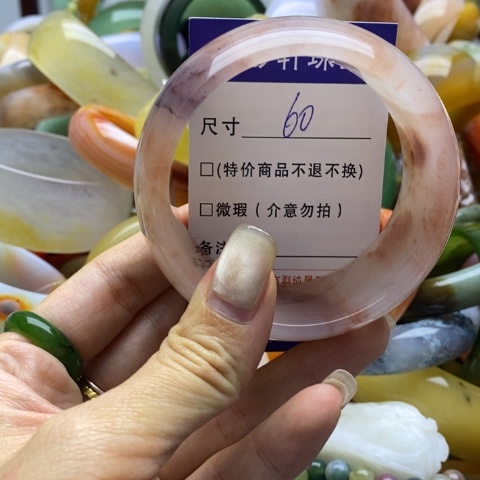 尺寸 60
□(特价商品不退不换)
□微瑕(介意勿拍)
备注